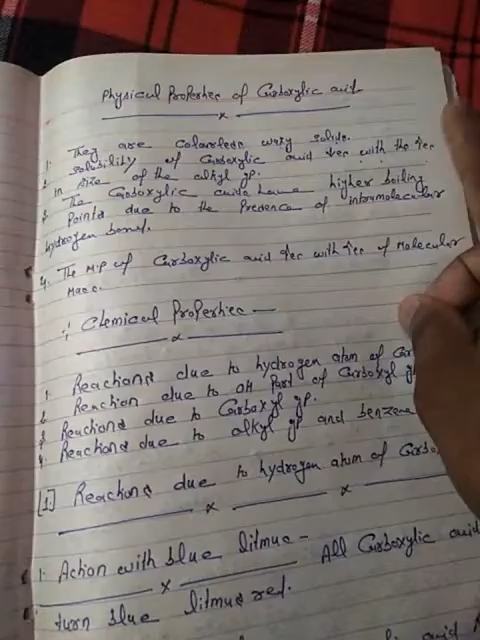 Physical Properties of Carboxylic acid
x
1. They are colourless waxy solids.
2. Solubility of Carboxylic acid ↓es with the ↑es
in size of the alkyl gp.
3. The Carboxylic acids have higher boiling
Points due to the Presence of intramolecular
hydrogen bond.
4. The M.P of Carboxylic acid ↑es with ↑es of Molecular
Mass.
Chemical Properties —
x
1. Reactions due to hydrogen atom of
2. Reaction due to OH Part of Carboxyl
3. Reactions due to Carboxyl gp.
4. Reactions due to alkyl gp and benzene
[1] Reactions due to hydrogen atom of
x x
1. Action with blue litmus - All Carboxylic acid
x
turn blue litmus red.